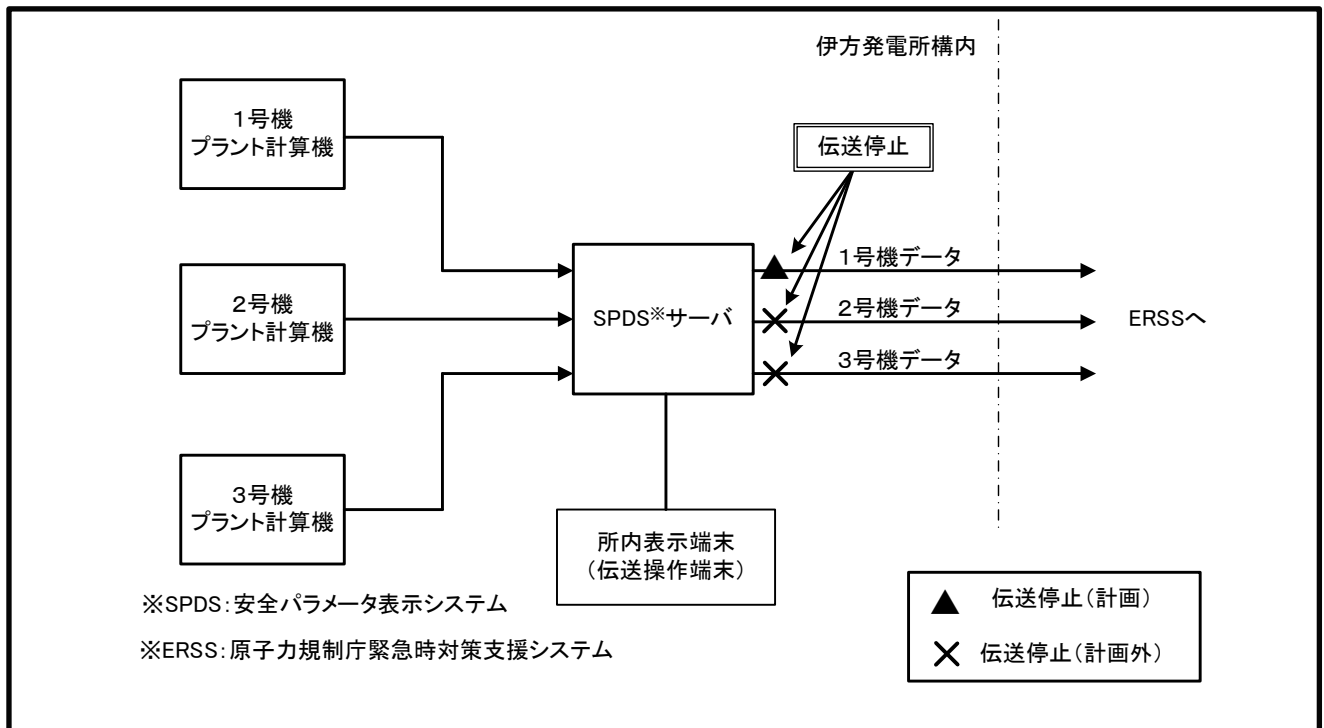 伊方発電所構内
1号機
プラント計算機
伝送停止
1号機データ
2号機
プラント計算機
SPDS※サーバ
2号機データ
ERSSへ
3号機データ
3号機
プラント計算機
所内表示端末
(伝送操作端末)
※SPDS:安全パラメータ表示システム
※ERSS:原子力規制庁緊急時対策支援システム
▲ 伝送停止(計画)
× 伝送停止(計画外)